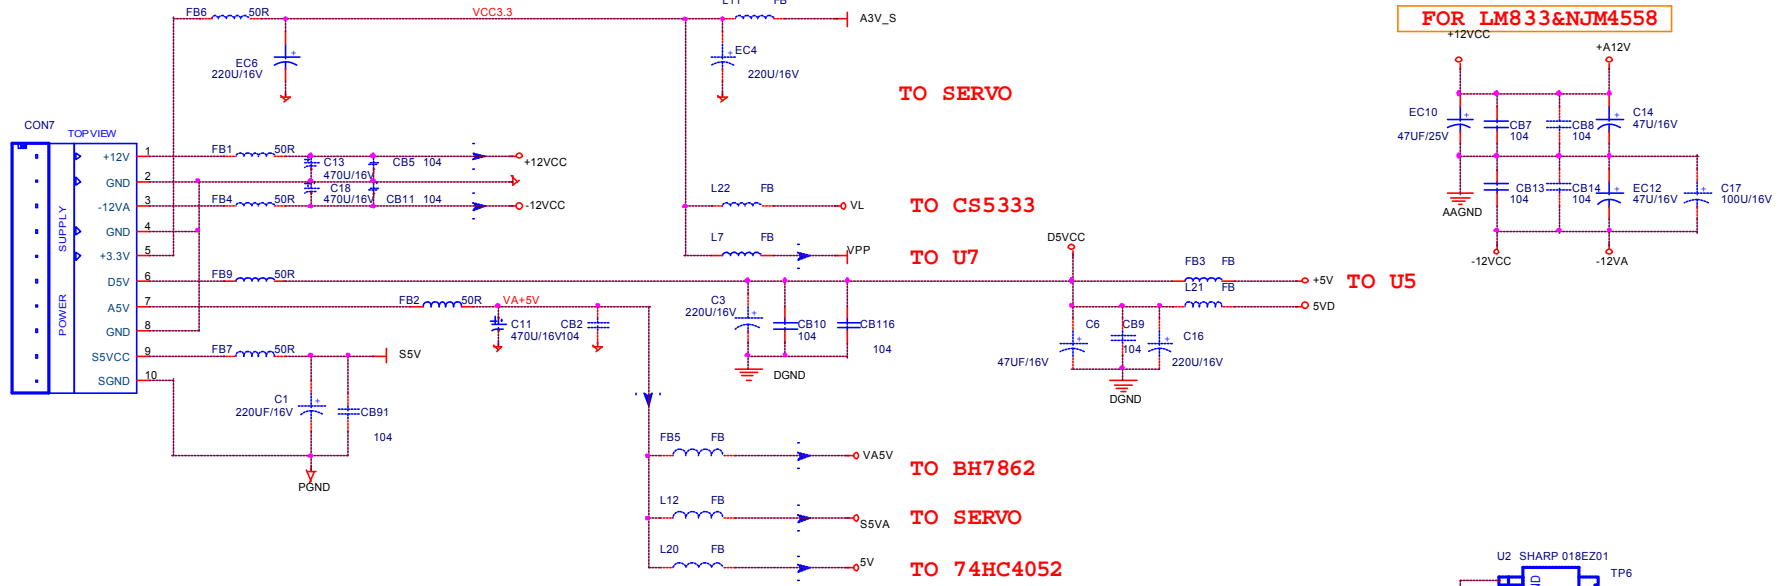 FB6 50R
VCC3.3
L11 FB
A3V_S
FOR LM833&NJM4558
+12VCC
+A12V
EC6
220U/16V
+
EC4
220U/16V
+
TO SERVO
CON7
TOPVIEW
SUPPLY
POWER
+12V 1
GND 2
-12VA 3
GND 4
+3.3V 5
D5V 6
A5V 7
GND 8
S5VCC 9
SGND 10
FB1 50R
C13
470U/16V
CB5 104
+12VCC
C18
470U/16V
FB4 50R
CB11 104
-12VCC
EC10
47UF/25V
CB7
104
CB8
104
C14
47U/16V
CB13
104
CB14
104
EC12
47U/16V
C17
100U/16V
AAGND
-12VCC
-12VA
L22 FB
VL
TO CS5333
L7 FB
VPP
TO U7
FB9 50R
FB2 50R
VA+5V
C11
470U/16V
CB2
104
C3
220U/16V
CB10
104
CB116
104
DGND
D5VCC
FB3 FB
+5V
TO U5
L21 FB
5VD
C6
47UF/16V
CB9
104
C16
220U/16V
DGND
FB7 50R
S5V
C1
220UF/16V
CB91
104
PGND
FB5 FB
VA5V
TO BH7862
L12 FB
S5VA
TO SERVO
L20 FB
5V
TO 74HC4052
U2 SHARP 018EZ01
TP6